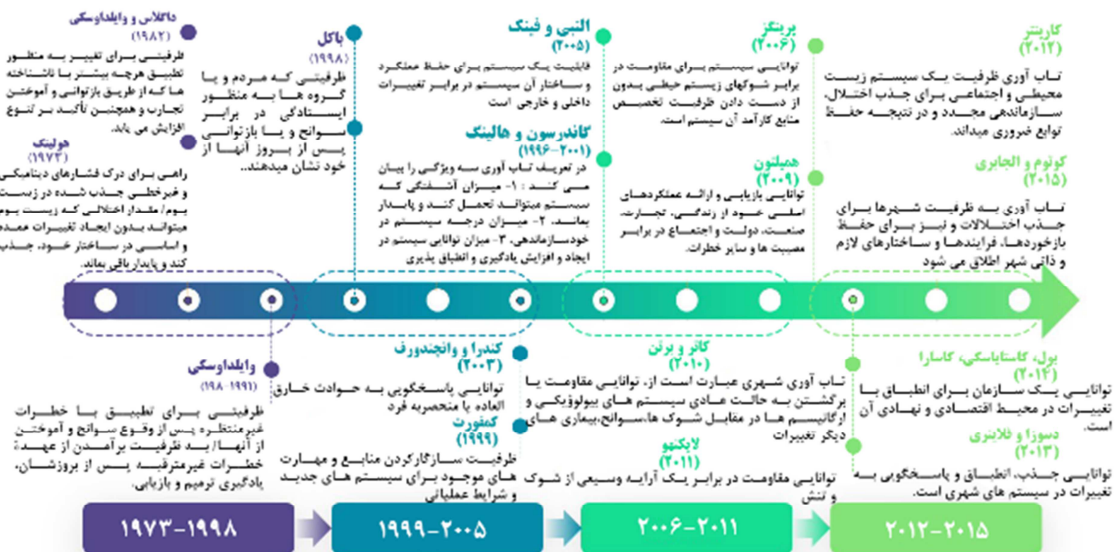 داگلاس و وایلداوسکی
(۱۹۸۲)
ظرفیتی برای تغییر به منظور
تطبیق هرچه بیشتر با ناشناخته
ها که از طریق بازتوانی و آموختن
تجارب و همچنین تأکید بر تنوع
افزایش می یابد.
هولینگ
(۱۹۷۳)
راهی برای درک فشارهای دینامیکی
و غیرخطی جذب شده در زیست
بوم/ مقدار اختلالی که زیست بوم
میتواند بدون ایجاد تغییرات عمده
و اساسی در ساختار خود، جذب
کند و پایدار باقی بماند.
باکل
(۱۹۹۸)
ظرفیتی که مردم و یا
گروه ها به منظور
ایستادگی در برابر
سوانح و یا بازتوانی
پس از بروز آنها از
خود نشان میدهند..
النبی و فینک
(۲۰۰۵)
قابلیت یک سیستم برای حفظ عملکرد
و ساختار آن سیستم در برابر تغییرات
داخلی و خارجی است
گاندرسون و هالینگ
(۲۰۰۱-۱۹۹۶)
در تعریف تاب آوری سه ویژگی را بیان
می کنند : ۱- میزان آشفتگی که
سیستم میتواند تحمل کند و پایدار
بماند. ۲- میزان درجه سیستم در
خودسازماندهی. ۳- میزان توانایی سیستم در
ایجاد و افزایش یادگیری و انطباق پذیری
پرینگز
(۲۰۰۶)
توانایی سیستم برای مقاومت در
برابر شوکهای زیستم حیطی بدون
از دست دادن ظرفیت تخصیص
منابع کارآمد آن سیستم است.
همیلتون
(۲۰۰۹)
توانایی بازیابی و ارائه عملکردهای
اصلی خود از زندگی، تجارت،
صنعت، دولت و اجتماع در برابر
مصیبت ها و سایر خطرات.
کارپنتر
(۲۰۱۲)
تاب آوری ظرفیت یک سیستم زیست
محیطی و اجتماعی برای جذب اختلال،
سازماندهی مجدد و در نتیجه حفظ
توابع ضروری میداند.
کوتوم و الجابری
(۲۰۱۵)
تاب آوری به ظرفیت شهرها برای
جذب اختلالات و نیز برای حفظ
بازخوردها، فرایندها و ساختارهای لازم
و ذاتی شهر اطلاق می شود
وایلداوسکی
(۱۹۹۱-۱۹۸۰)
ظرفیتی برای تطبیق با خطرات
غیرمنتظره پس از وقوع سوانح و آموختن
از آنها/ به ظرفیت برآمدن از عهدة
خطرات غیرمترقبه پس از بروزشان،
یادگیری ترمیم و بازیابی.
کندرا و واتچندورف
(۲۰۰۳)
توانایی پاسخگویی به حوادث خارق
العاده یا منحصربه فرد
کمفورت
(۱۹۹۹)
ظرفیت سازگارکردن منابع و مهارت
های موجود برای سیستم های جدید
و شرایط عملیاتی
کاتر و برتن
(۲۰۱۰)
تاب آوری شهری عبارت است از، توانایی مقاومت یا
برگشتن به حالت عادی سیستم های بیولوژیکی و
ارگانیسم ها در مقابل شوک ها،سوانح،بیماری های
دیگر تغییرات
لایکنهو
(۲۰۱۱)
توانایی مقاومت در برابر یک آرایه وسیعی از شوک
و تنش
بول، کاستایاسکی، کاسارا
(۲۰۱۴)
توانایی یک سازمان برای انطباق با
تغییرات در محیط اقتصادی و نهادی آن
است.
دسوزا و فلانتری
(۲۰۱۳)
توانایی جذب، انطباق و پاسخگویی به
تغییرات در سیستم های شهری است.
۱۹۷۳-۱۹۹۸
۱۹۹۹-۲۰۰۵
۲۰۰۶-۲۰۱۱
۲۰۱۲-۲۰۱۵